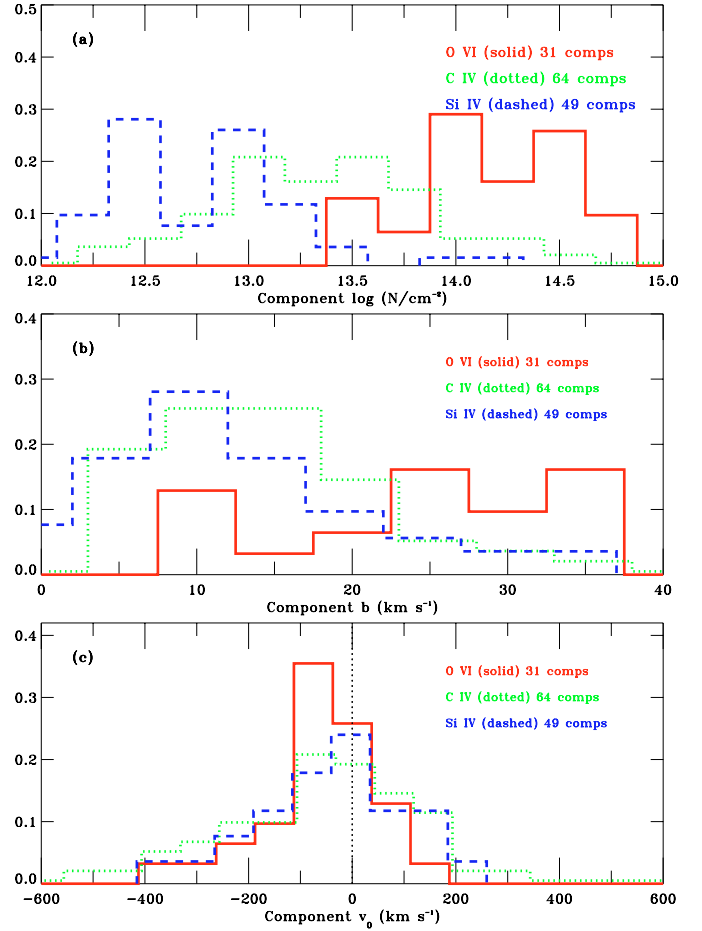 0.5
(a)
O VI (solid) 31 comps
0.4
C IV (dotted) 64 comps
Si IV (dashed) 49 comps
0.3
0.2
0.1
0.0
12.0 12.5 13.0 13.5 14.0 14.5 15.0
Component log (N/cm⁻²)
0.4
(b)
O VI (solid) 31 comps
C IV (dotted) 64 comps
0.3
Si IV (dashed) 49 comps
0.2
0.1
0.0
0 10 20 30 40
Component b (km s⁻¹)
0.4
(c)
O VI (solid) 31 comps
C IV (dotted) 64 comps
0.3
Si IV (dashed) 49 comps
0.2
0.1
0.0
−600 −400 −200 0 200 400 600
Component v₀ (km s⁻¹)